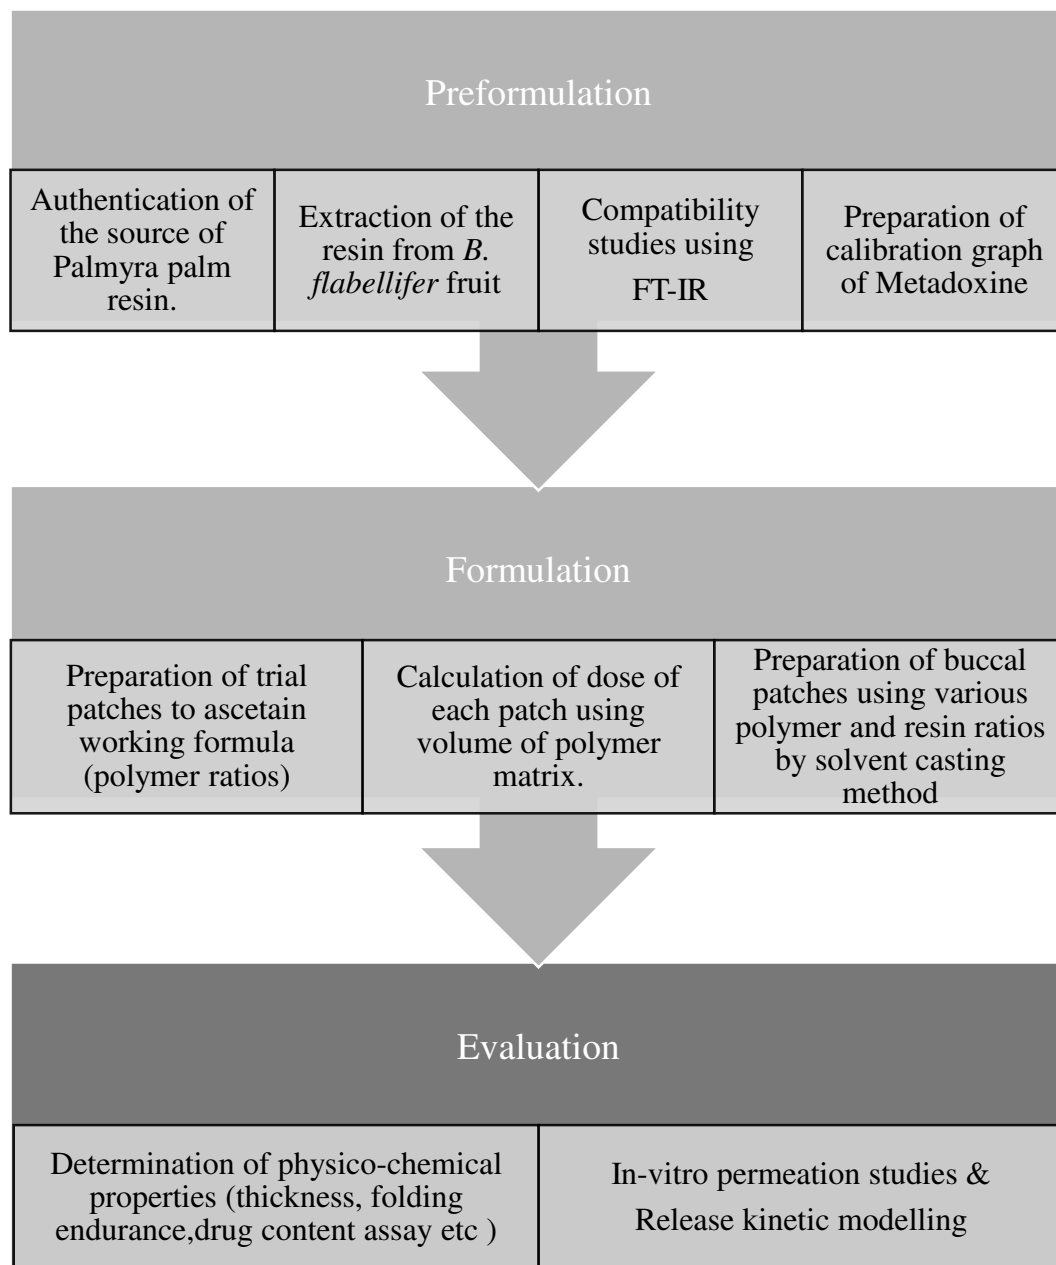 Preformulation
Authentication of
the source of
Palmyra palm
resin.
Extraction of the
resin from B.
flabellifer fruit
Compatibility
studies using
FT-IR
Preparation of
calibration graph
of Metadoxine
Formulation
Preparation of trial
patches to ascetain
working formula
(polymer ratios)
Calculation of dose of
each patch using
volume of polymer
matrix.
Preparation of buccal
patches using various
polymer and resin ratios
by solvent casting
method
Evaluation
Determination of physico-chemical
properties (thickness, folding
endurance,drug content assay etc )
In-vitro permeation studies &
Release kinetic modelling